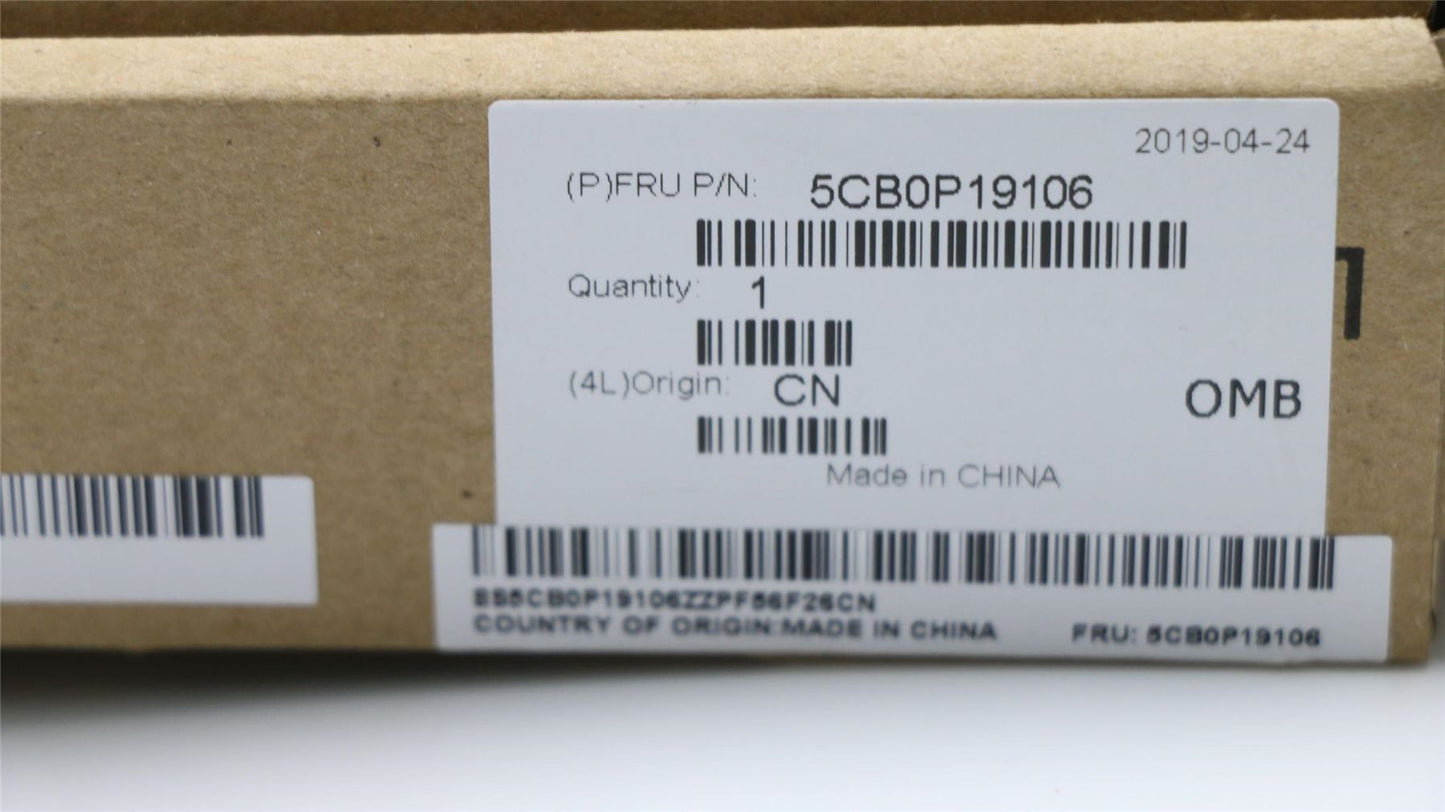 2019-04-24
(P)FRU P/N: 5CB0P19106
Quantity: 1
(4L)Origin: CN
OMB
Made in CHINA
8S5CB0P19106ZZPF56F26CN
COUNTRY OF ORIGIN:MADE IN CHINA FRU: 5CB0P19106